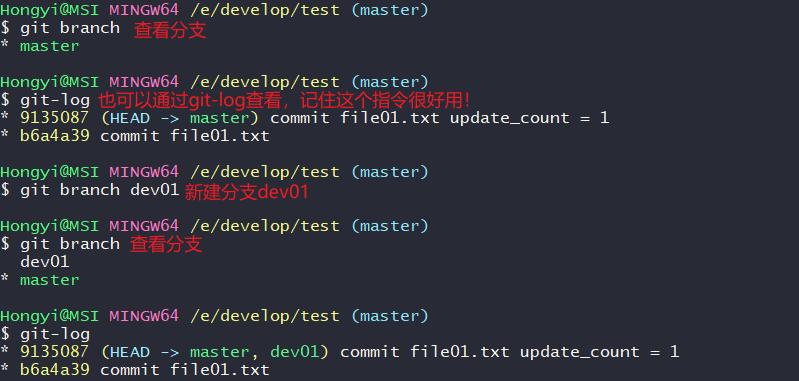 Hongyi@MSI MINGW64 /e/develop/test (master)
$ git branch 查看分支
* master
Hongyi@MSI MINGW64 /e/develop/test (master)
$ git-log 也可以通过git-log查看，记住这个指令很好用！
* 9135087 (HEAD -> master) commit file01.txt update_count = 1
* b6a4a39 commit file01.txt
Hongyi@MSI MINGW64 /e/develop/test (master)
$ git branch dev01 新建分支dev01
Hongyi@MSI MINGW64 /e/develop/test (master)
$ git branch 查看分支
  dev01
* master
Hongyi@MSI MINGW64 /e/develop/test (master)
$ git-log
* 9135087 (HEAD -> master, dev01) commit file01.txt update_count = 1
* b6a4a39 commit file01.txt